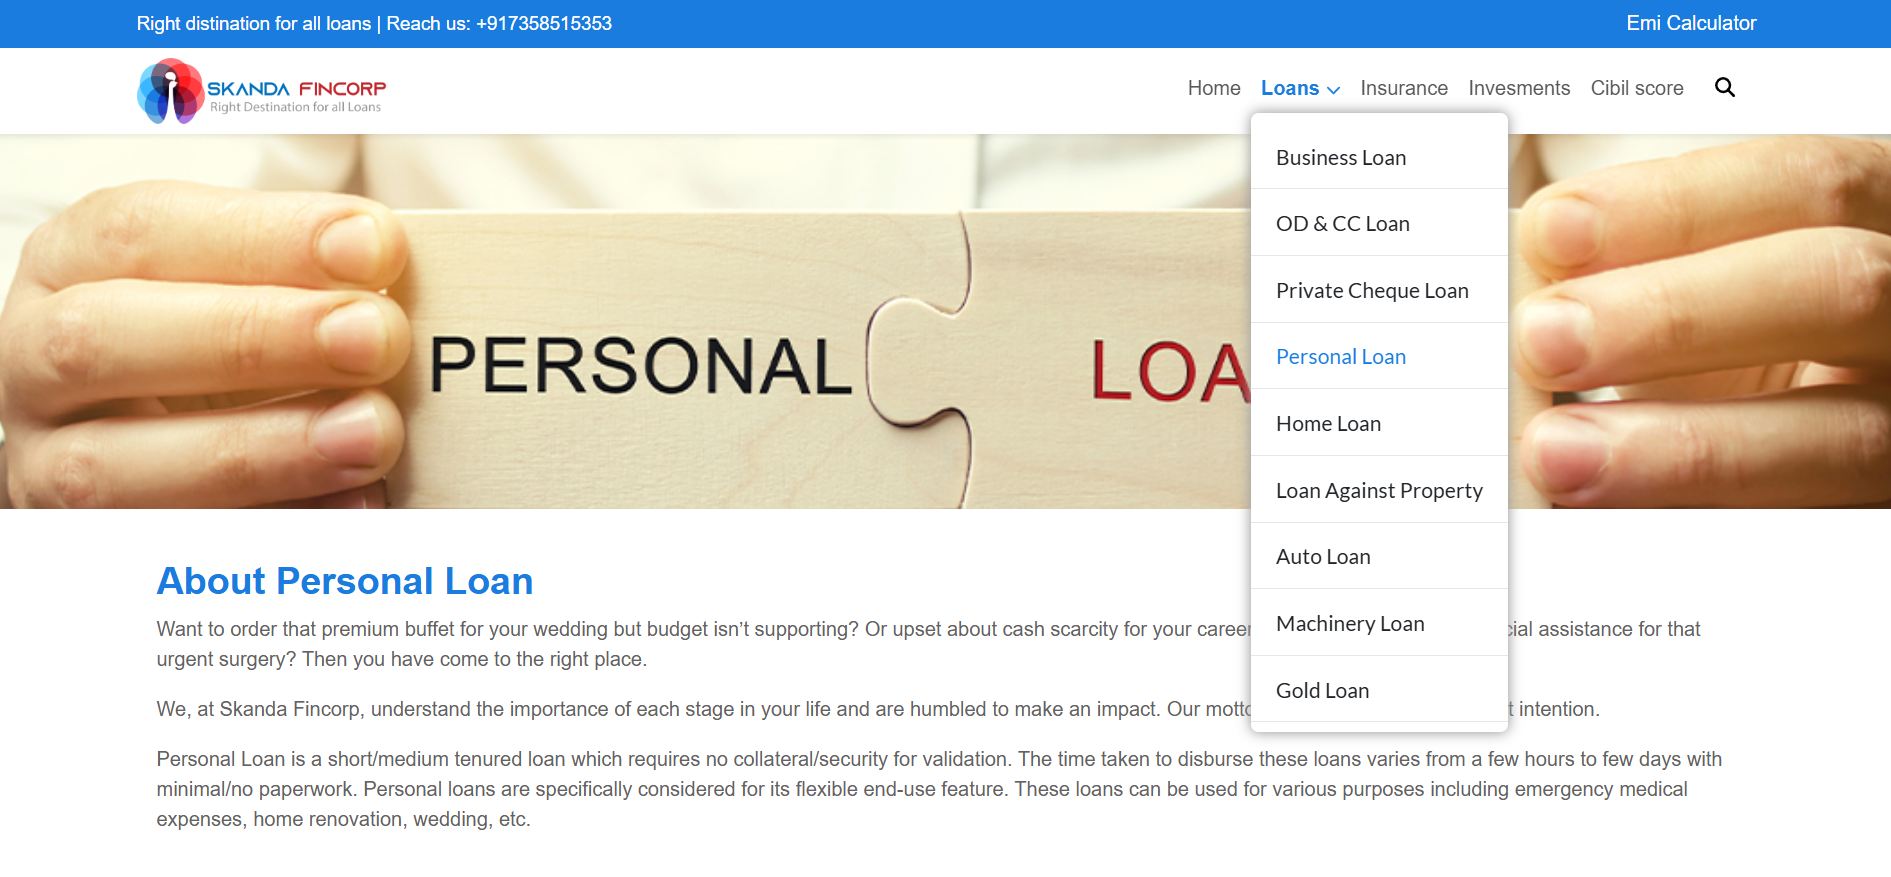 Right distination for all loans | Reach us: +917358515353
Emi Calculator
SKANDA FINCORP
Right Destination for all Loans
Home
Loans
Insurance
Invesments
Cibil score
Business Loan
OD & CC Loan
Private Cheque Loan
Personal Loan
Home Loan
Loan Against Property
Auto Loan
Machinery Loan
Gold Loan
PERSONAL
LOA
About Personal Loan
Want to order that premium buffet for your wedding but budget isn’t supporting? Or upset about cash scarcity for your career assistance for that
urgent surgery? Then you have come to the right place.
We, at Skanda Fincorp, understand the importance of each stage in your life and are humbled to make an impact. Our intention.
Personal Loan is a short/medium tenured loan which requires no collateral/security for validation. The time taken to disburse these loans varies from a few hours to few days with
minimal/no paperwork. Personal loans are specifically considered for its flexible end-use feature. These loans can be used for various purposes including emergency medical
expenses, home renovation, wedding, etc.